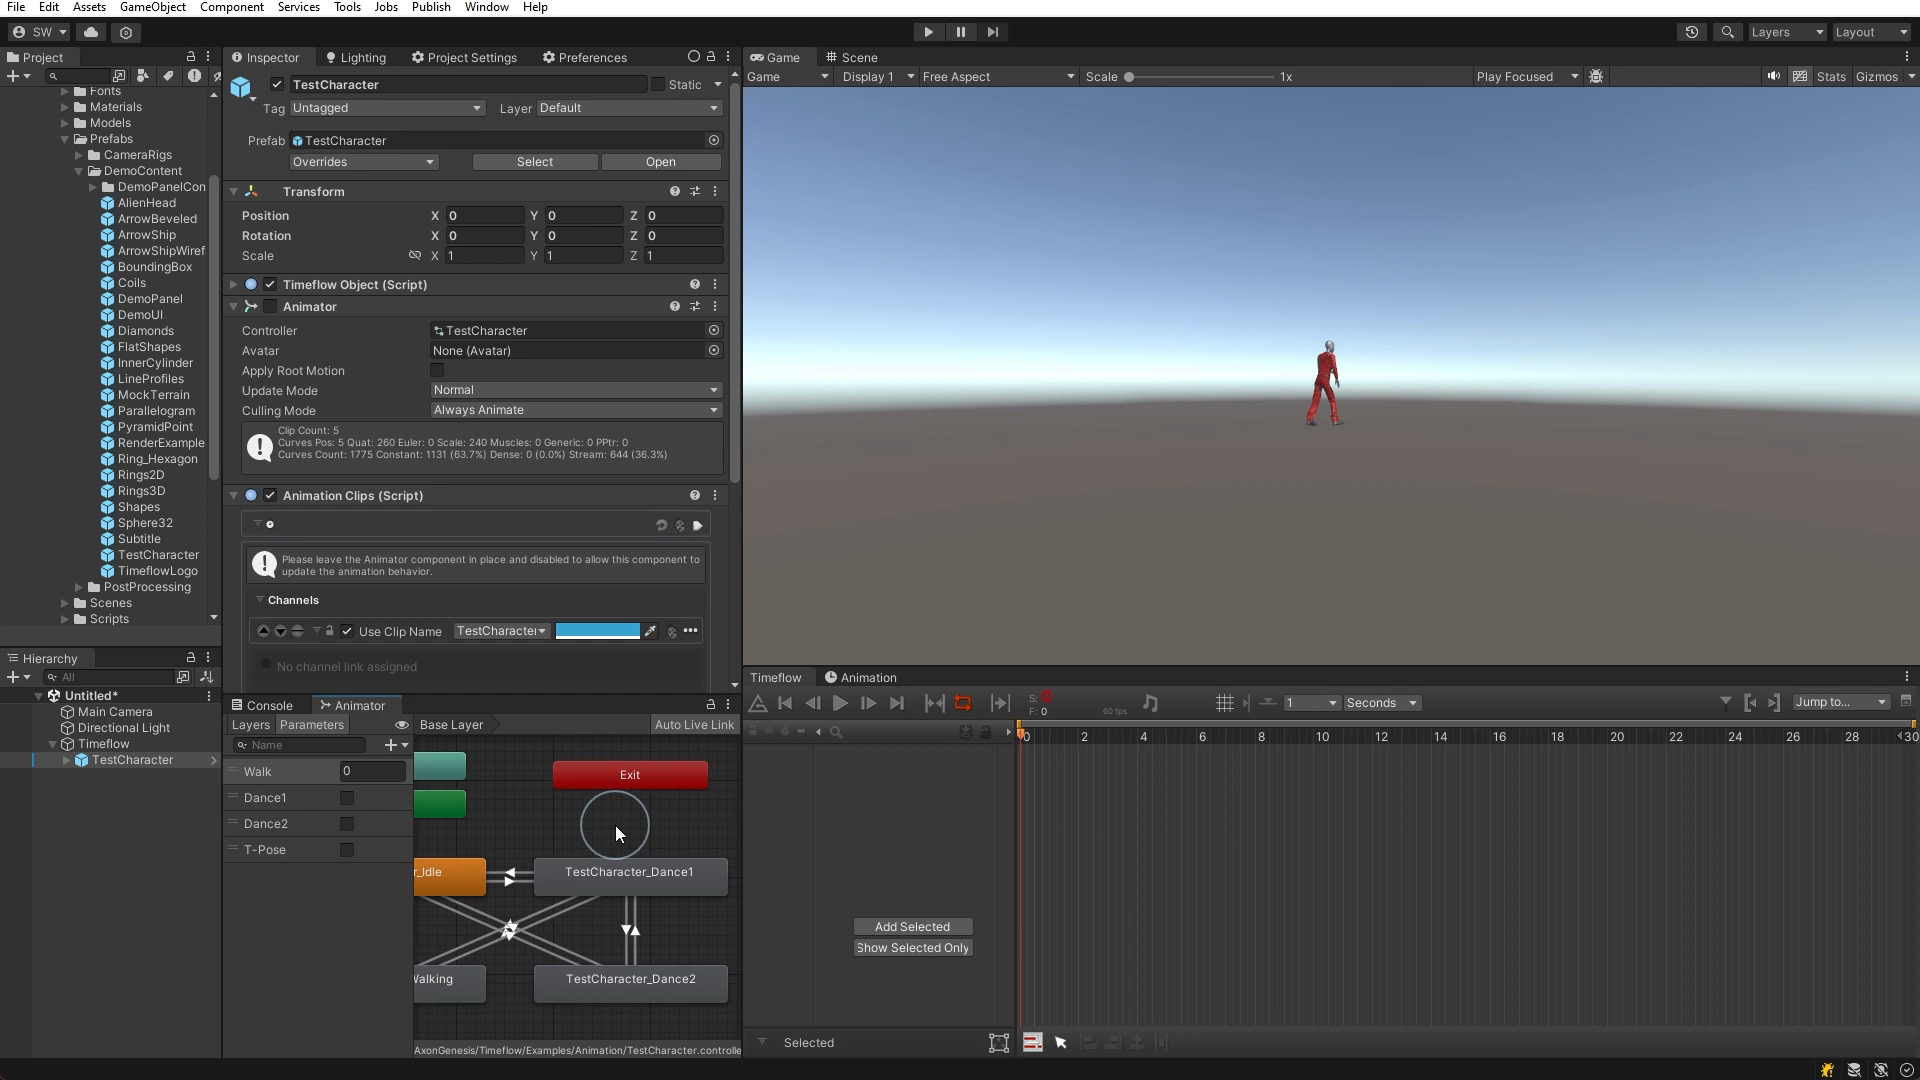 File Edit Assets GameObject Component Services Tools Jobs Publish Window Help
SW
Layers Layout
Project
Fonts
Materials
Models
Prefabs
CameraRigs
DemoContent
DemoPanelCon
AlienHead
ArrowBeveled
ArrowShip
ArrowShipWiref
BoundingBox
Coils
DemoPanel
DemoUI
Diamonds
FlatShapes
InnerCylinder
LineProfiles
MockTerrain
Parallelogram
PyramidPoint
RenderExample
Ring_Hexagon
Rings2D
Rings3D
Shapes
Sphere32
Subtitle
TestCharacter
TimeflowLogo
PostProcessing
Scenes
Scripts
Hierarchy
All
Untitled*
Main Camera
Directional Light
Timeflow
TestCharacter
Inspector Lighting Project Settings Preferences
TestCharacter Static
Tag Untagged Layer Default
Prefab TestCharacter
Overrides Select Open
Transform
Position X 0 Y 0 Z 0
Rotation X 0 Y 0 Z 0
Scale X 1 Y 1 Z 1
Timeflow Object (Script)
Animator
Controller TestCharacter
Avatar None (Avatar)
Apply Root Motion
Update Mode Normal
Culling Mode Always Animate
Clip Count: 5
Curves Pos: 5 Quat: 260 Euler: 0 Scale: 240 Muscles: 0 Generic: 0 PPtr: 0
Curves Count: 1775 Constant: 1131 (63.7%) Dense: 0 (0.0%) Stream: 644 (36.3%)
Animation Clips (Script)
Please leave the Animator component in place and disabled to allow this component to
update the animation behavior.
Channels
Use Clip Name TestCharacter
No channel link assigned
Console Animator
Layers Parameters Base Layer Auto Live Link
Name
Walk 0
Dance1
Dance2
T-Pose
Exit
r_Idle TestCharacter_Dance1
Walking TestCharacter_Dance2
AxonGenesis/Timeflow/Examples/Animation/TestCharacter.controlle
Game Scene
Game Display 1 Free Aspect Scale 1x Play Focused Stats Gizmos
Timeflow Animation
S: 0
F: 0
60 fps
1 Seconds Jump to...
0 2 4 6 8 10 12 14 16 18 20 22 24 26 28 30
Add Selected
Show Selected Only
Selected